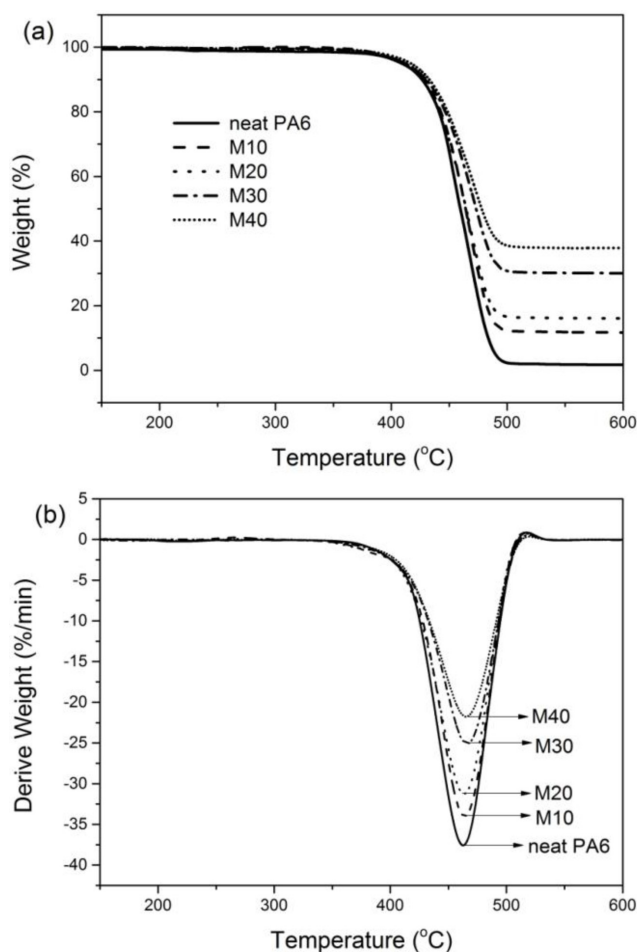 (a)
100
80
60
40
20
0
Weight (%)
neat PA6
M10
M20
M30
M40
200 300 400 500 600
Temperature (°C)
(b)
5
0
-5
-10
-15
-20
-25
-30
-35
-40
Derive Weight (%/min)
M40
M30
M20
M10
neat PA6
200 300 400 500 600
Temperature (°C)